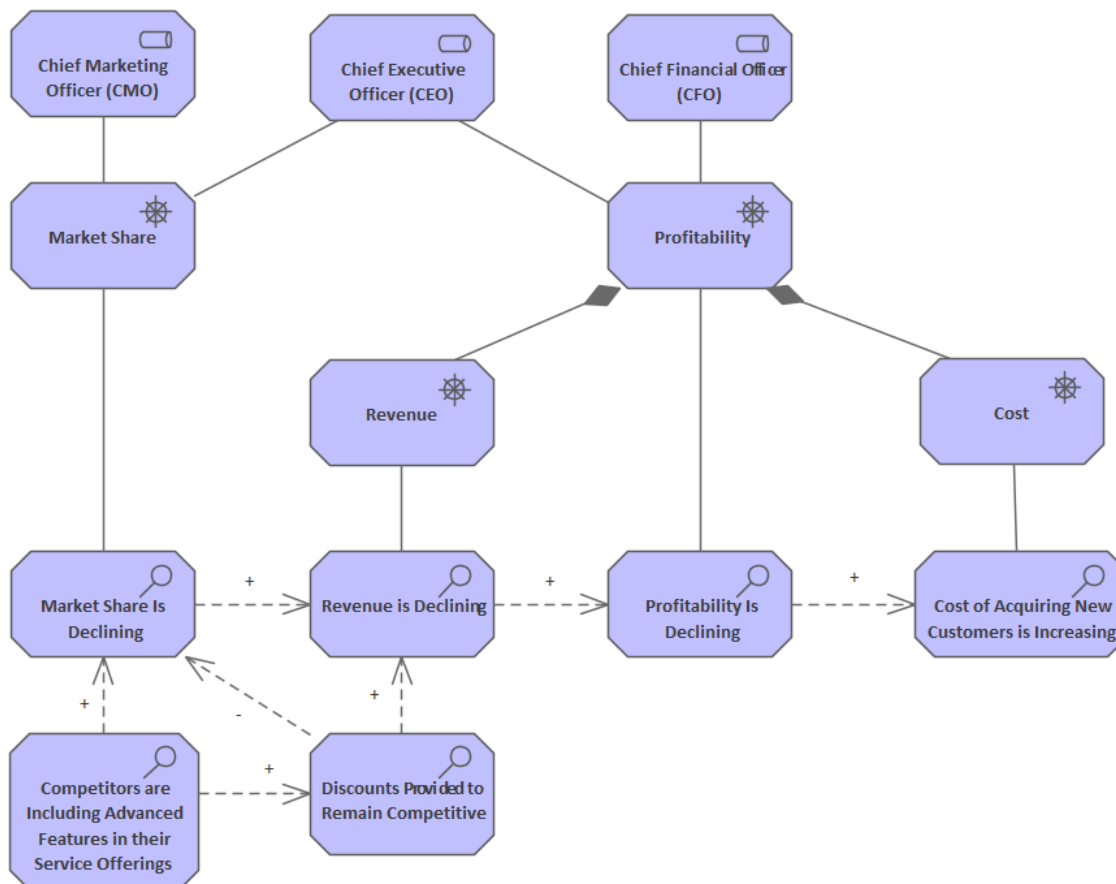 Chief Marketing
Officer (CMO)
Chief Executive
Officer (CEO)
Chief Financial Officer
(CFO)
Market Share
Profitability
Revenue
Cost
Market Share Is
Declining
+
Revenue is Declining
+
Profitability Is
Declining
+
Cost of Acquiring New
Customers is Increasing
+
-
+
Competitors are
Including Advanced
Features in their
Service Offerings
+
Discounts Provided to
Remain Competitive